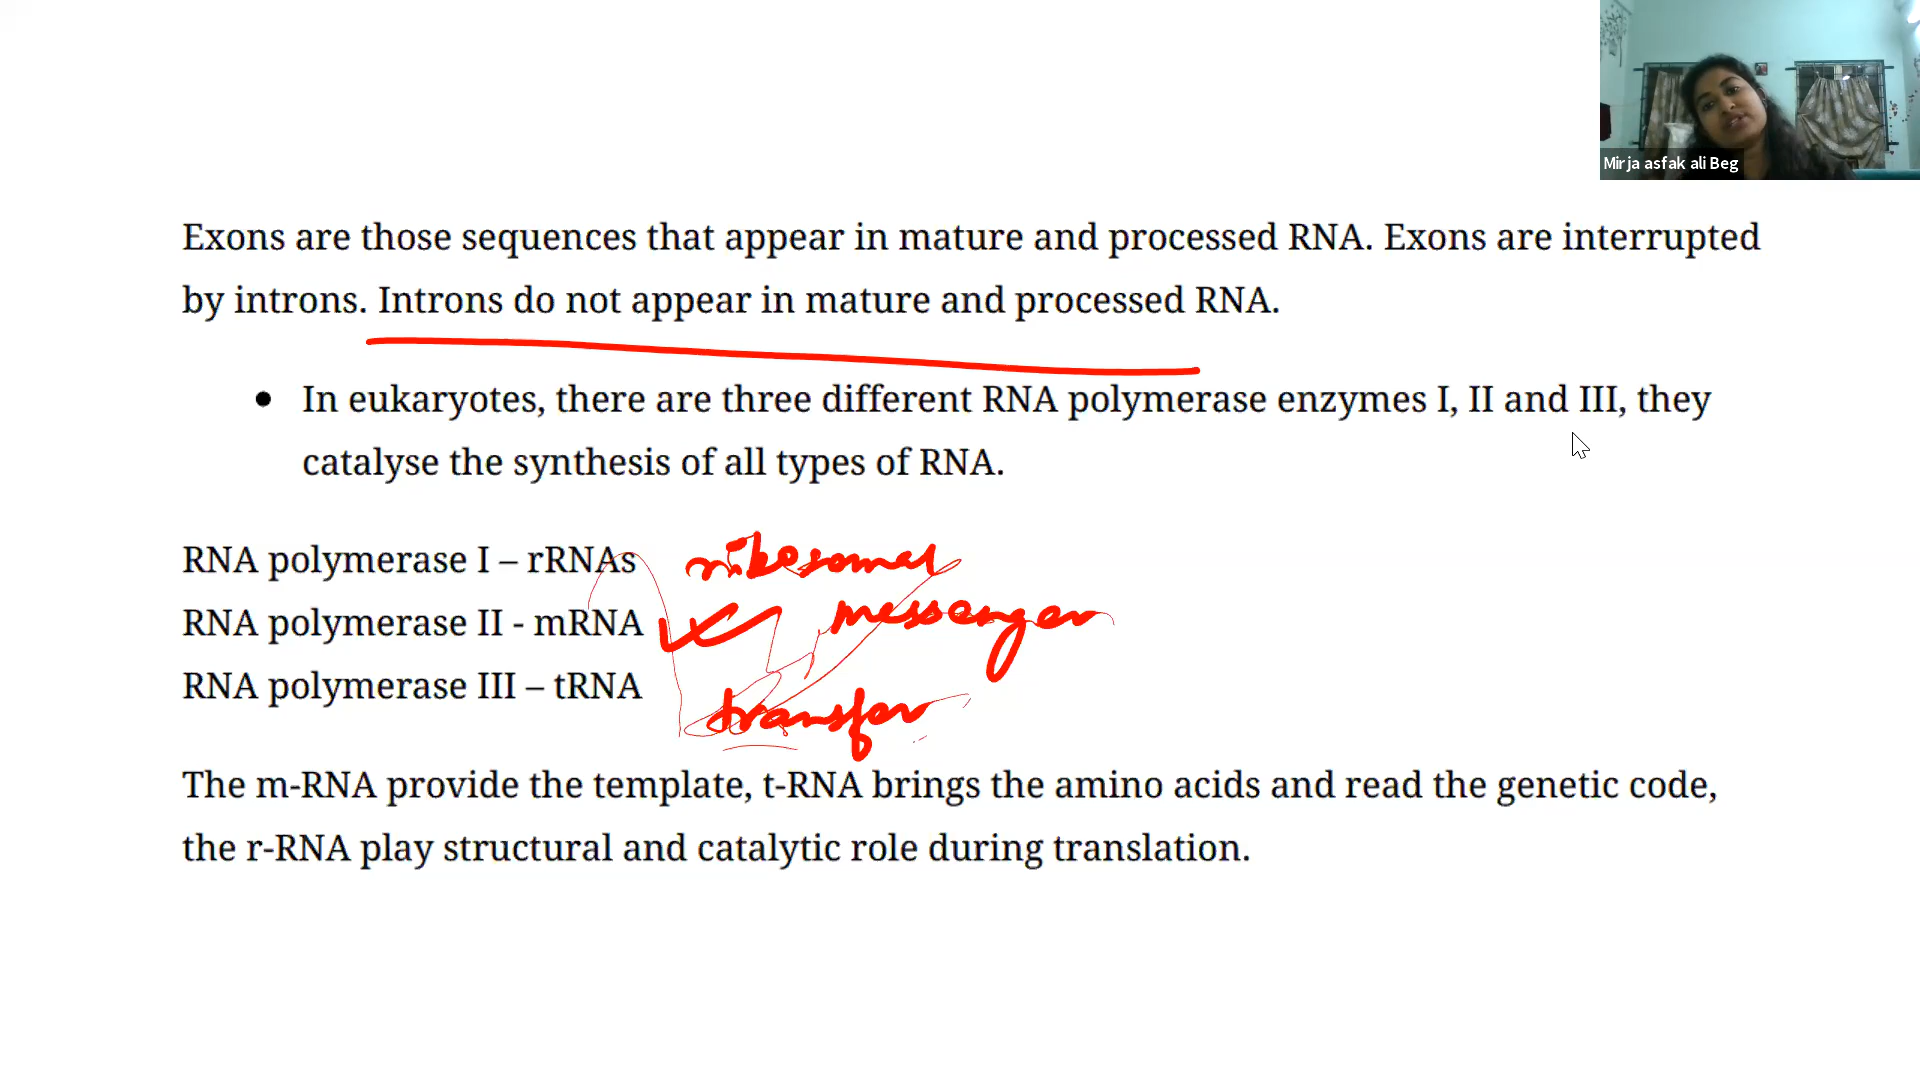 Mirja asfak ali Beg
Exons are those sequences that appear in mature and processed RNA. Exons are interrupted
by introns. Introns do not appear in mature and processed RNA.
• In eukaryotes, there are three different RNA polymerase enzymes I, II and III, they
catalyse the synthesis of all types of RNA.
RNA polymerase I – rRNAs ribosomal
RNA polymerase II - mRNA messenger
RNA polymerase III – tRNA transfer
The m-RNA provide the template, t-RNA brings the amino acids and read the genetic code,
the r-RNA play structural and catalytic role during translation.